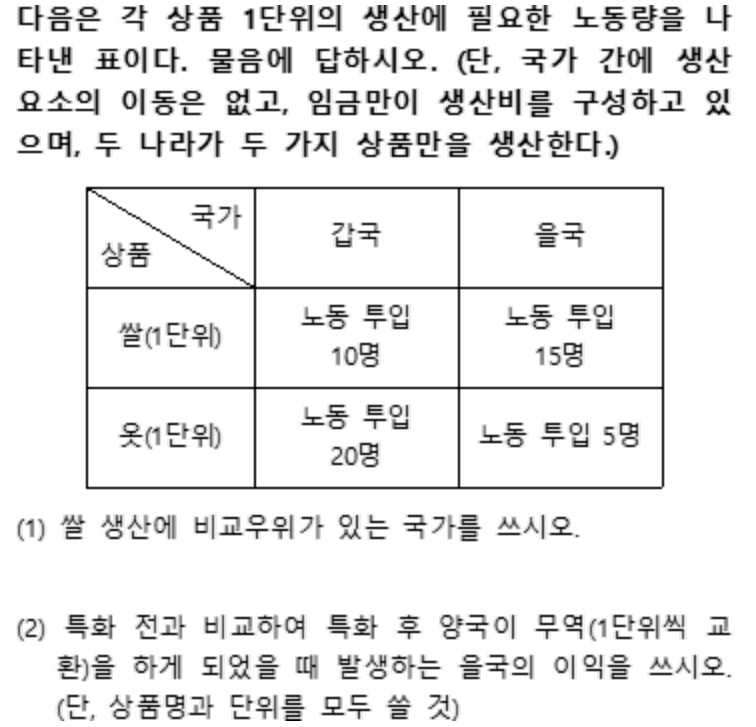 다음은 각 상품 1단위의 생산에 필요한 노동량을 나
타낸 표이다. 물음에 답하시오. (단, 국가 간에 생산
요소의 이동은 없고, 임금만이 생산비를 구성하고 있
으며, 두 나라가 두 가지 상품만을 생산한다.)
국가
상품
갑국
을국
쌀(1단위)
노동 투입
10명
노동 투입
15명
옷(1단위)
노동 투입
20명
노동 투입 5명
(1) 쌀 생산에 비교우위가 있는 국가를 쓰시오.
(2) 특화 전과 비교하여 특화 후 양국이 무역(1단위씩 교
환)을 하게 되었을 때 발생하는 을국의 이익을 쓰시오.
(단, 상품명과 단위를 모두 쓸 것)